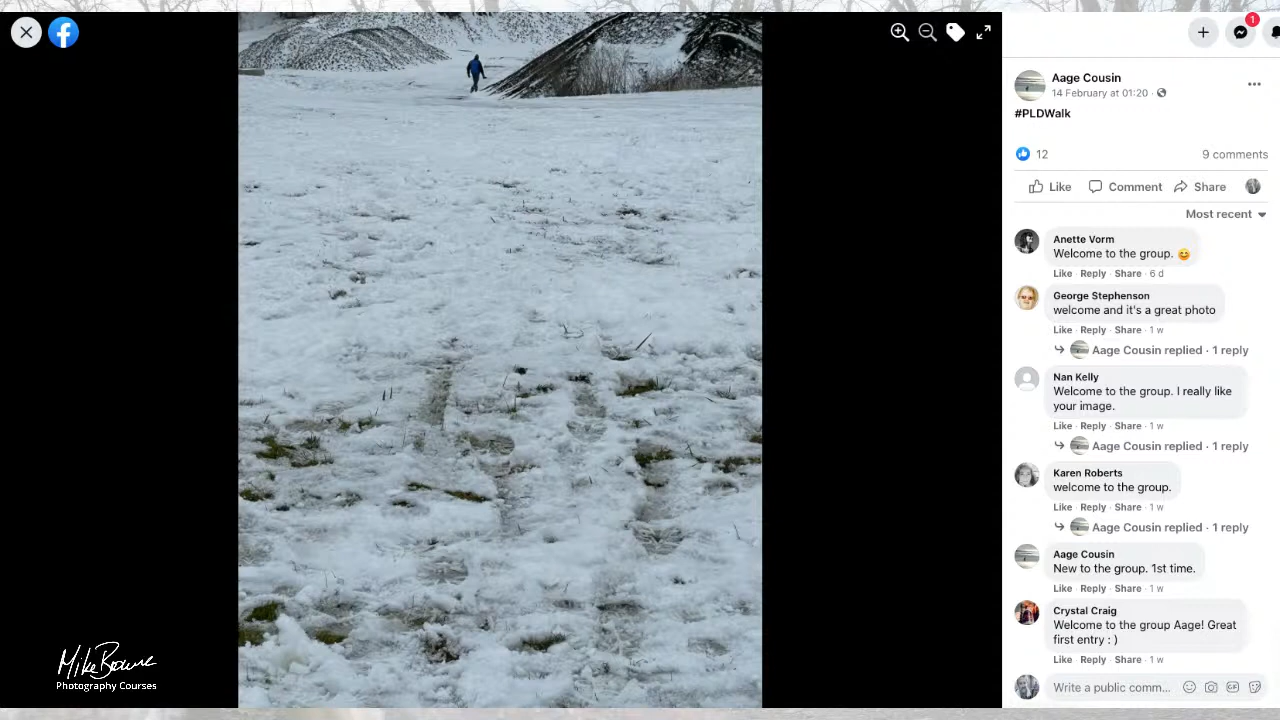 1
Aage Cousin
14 February at 01:20 ·
#PLDWalk
12
9 comments
Like
Comment
Share
Most recent
Anette Vorm
Welcome to the group. 😊
Like · Reply · Share · 6 d
George Stephenson
welcome and it's a great photo
Like · Reply · Share · 1 w
Aage Cousin replied · 1 reply
Nan Kelly
Welcome to the group. I really like
your image.
Like · Reply · Share · 1 w
Aage Cousin replied · 1 reply
Karen Roberts
welcome to the group.
Like · Reply · Share · 1 w
Aage Cousin replied · 1 reply
Aage Cousin
New to the group. 1st time.
Like · Reply · Share · 1 w
Crystal Craig
Welcome to the group Aage! Great
first entry : )
Like · Reply · Share · 1 w
Write a public comm...
GIF
Mike Browne
Photography Courses